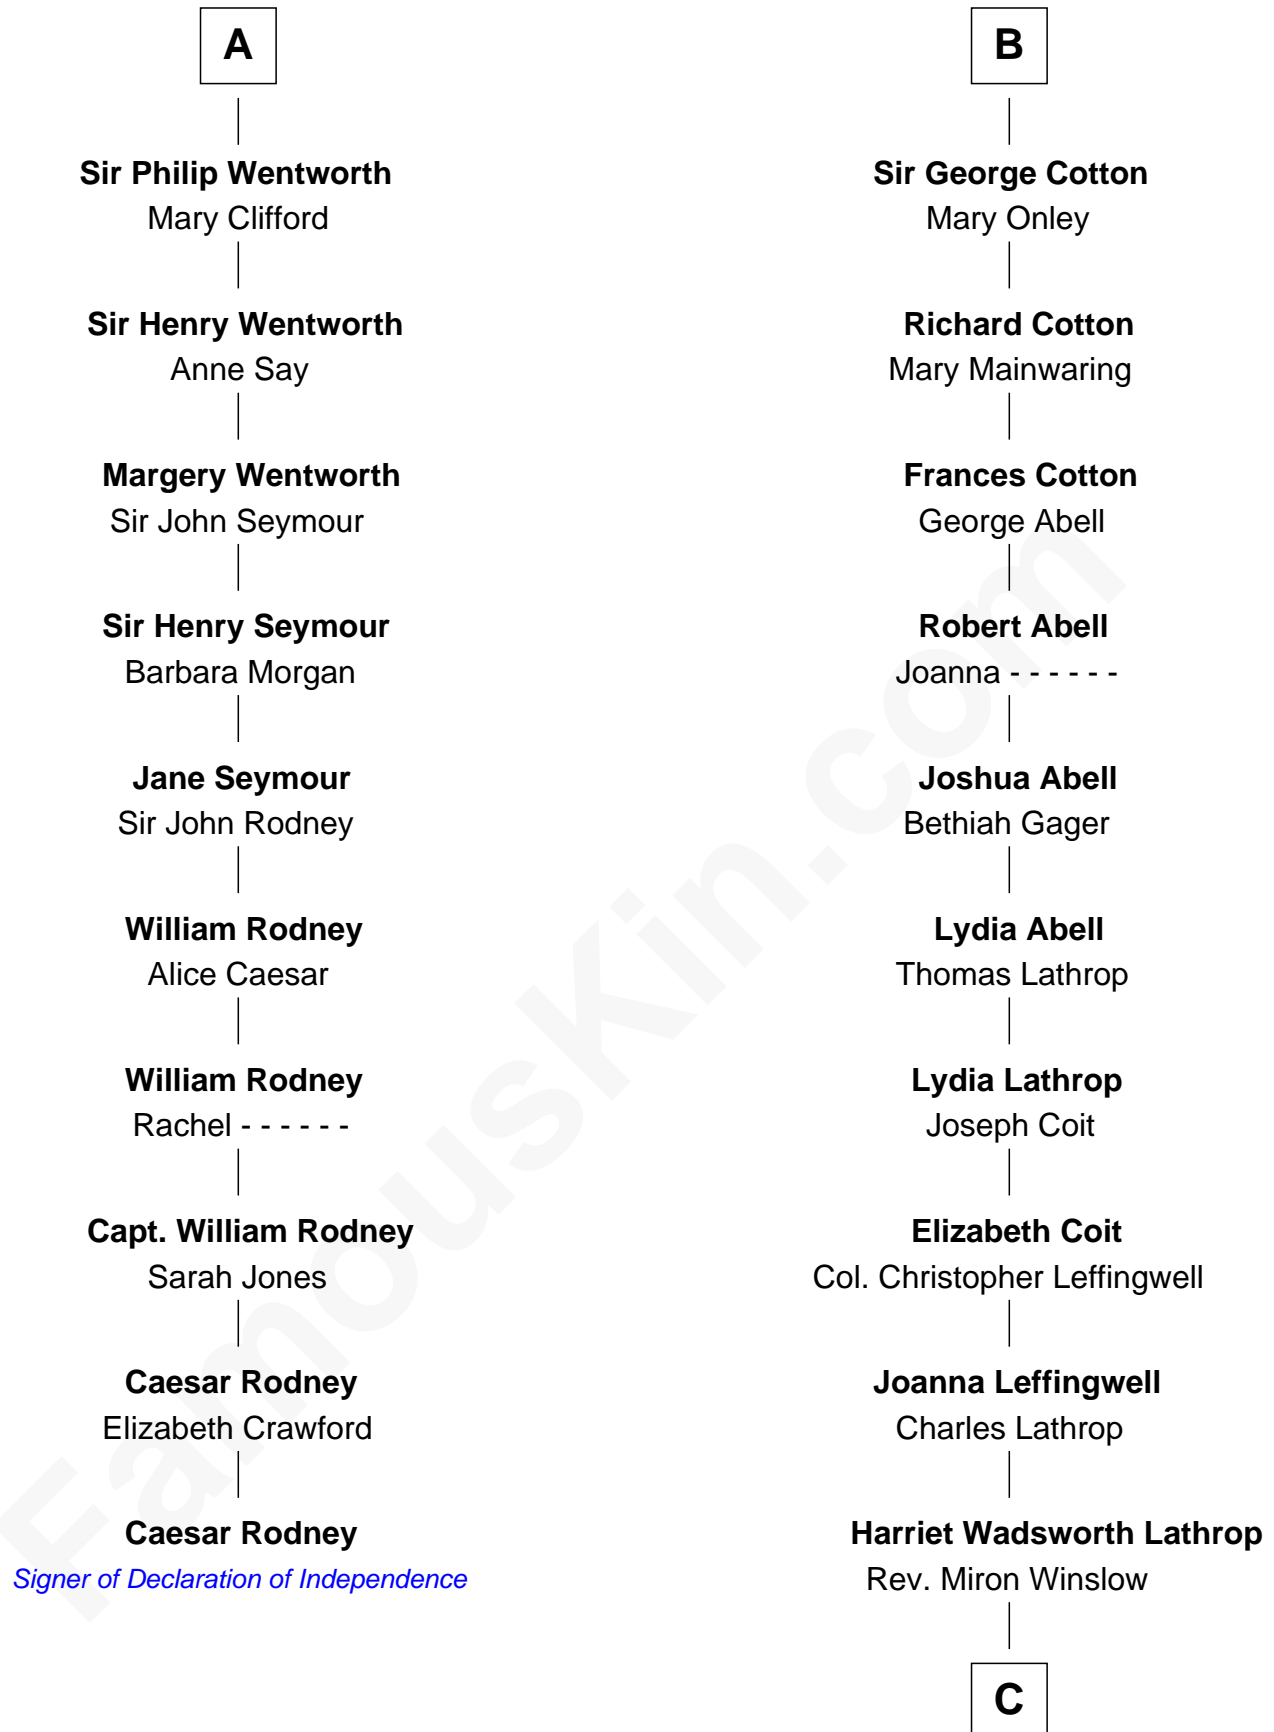 A
Sir Philip Wentworth
Mary Clifford
Sir Henry Wentworth
Anne Say
Margery Wentworth
Sir John Seymour
Sir Henry Seymour
Barbara Morgan
Jane Seymour
Sir John Rodney
William Rodney
Alice Caesar
William Rodney
Rachel - - - - - -
Capt. William Rodney
Sarah Jones
Caesar Rodney
Elizabeth Crawford
Caesar Rodney
Signer of Declaration of Independence
B
Sir George Cotton
Mary Onley
Richard Cotton
Mary Mainwaring
Frances Cotton
George Abell
Robert Abell
Joanna - - - - - -
Joshua Abell
Bethiah Gager
Lydia Abell
Thomas Lathrop
Lydia Lathrop
Joseph Coit
Elizabeth Coit
Col. Christopher Leffingwell
Joanna Leffingwell
Charles Lathrop
Harriet Wadsworth Lathrop
Rev. Miron Winslow
C
FamousKin.com